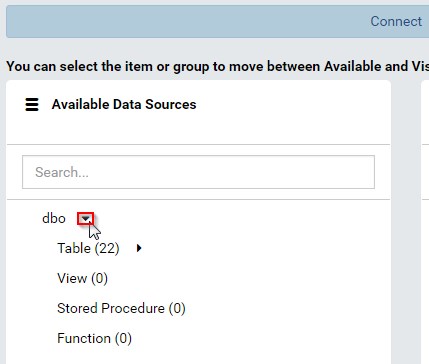 Connect
You can select the item or group to move between Available and Vis
Available Data Sources
Search...
dbo
Table (22)
View (0)
Stored Procedure (0)
Function (0)